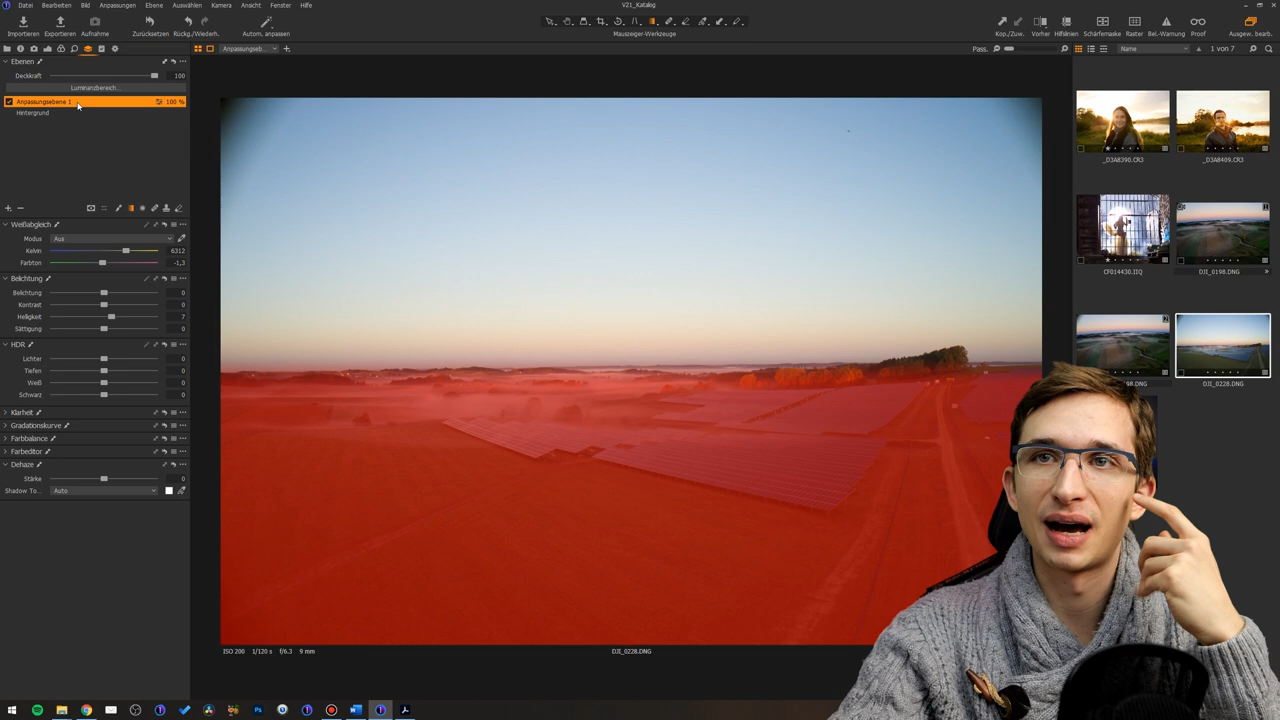 Datei Bearbeiten Bild Anpassungen Ebene Auswählen Kamera Ansicht Fenster Hilfe
V21_Katalog
Importieren Exportieren Aufnahme Zurücksetzen Rückg./Wiederh. Autom. anpassen
Mauszeiger-Werkzeuge
Kop./Zuw. Vorher Hilfslinien Schärfemaske Raster Bel.-Warnung Proof Ausgew. bearb.
Ebenen
Deckkraft 100
Luminanzbereich...
Anpassungsebene 1 100 %
Hintergrund
Weißabgleich
Modus Aus
Kelvin 6312
Farbton -1,3
Belichtung
Belichtung 0
Kontrast 0
Helligkeit 7
Sättigung 0
HDR
Lichter 0
Tiefen 0
Weiß 0
Schwarz 0
Klarheit
Gradationskurve
Farbbalance
Farbeditor
Dehaze
Stärke 0
Shadow To... Auto
Anpassungseb...
Pass.
ISO 200 1/120 s f/6.3 9 mm
DJI_0228.DNG
Name 1 von 7
_D3A8390.CR3 _D3A8409.CR3
CF014430.IIQ DJI_0198.DNG
98.DNG DJI_0228.DNG